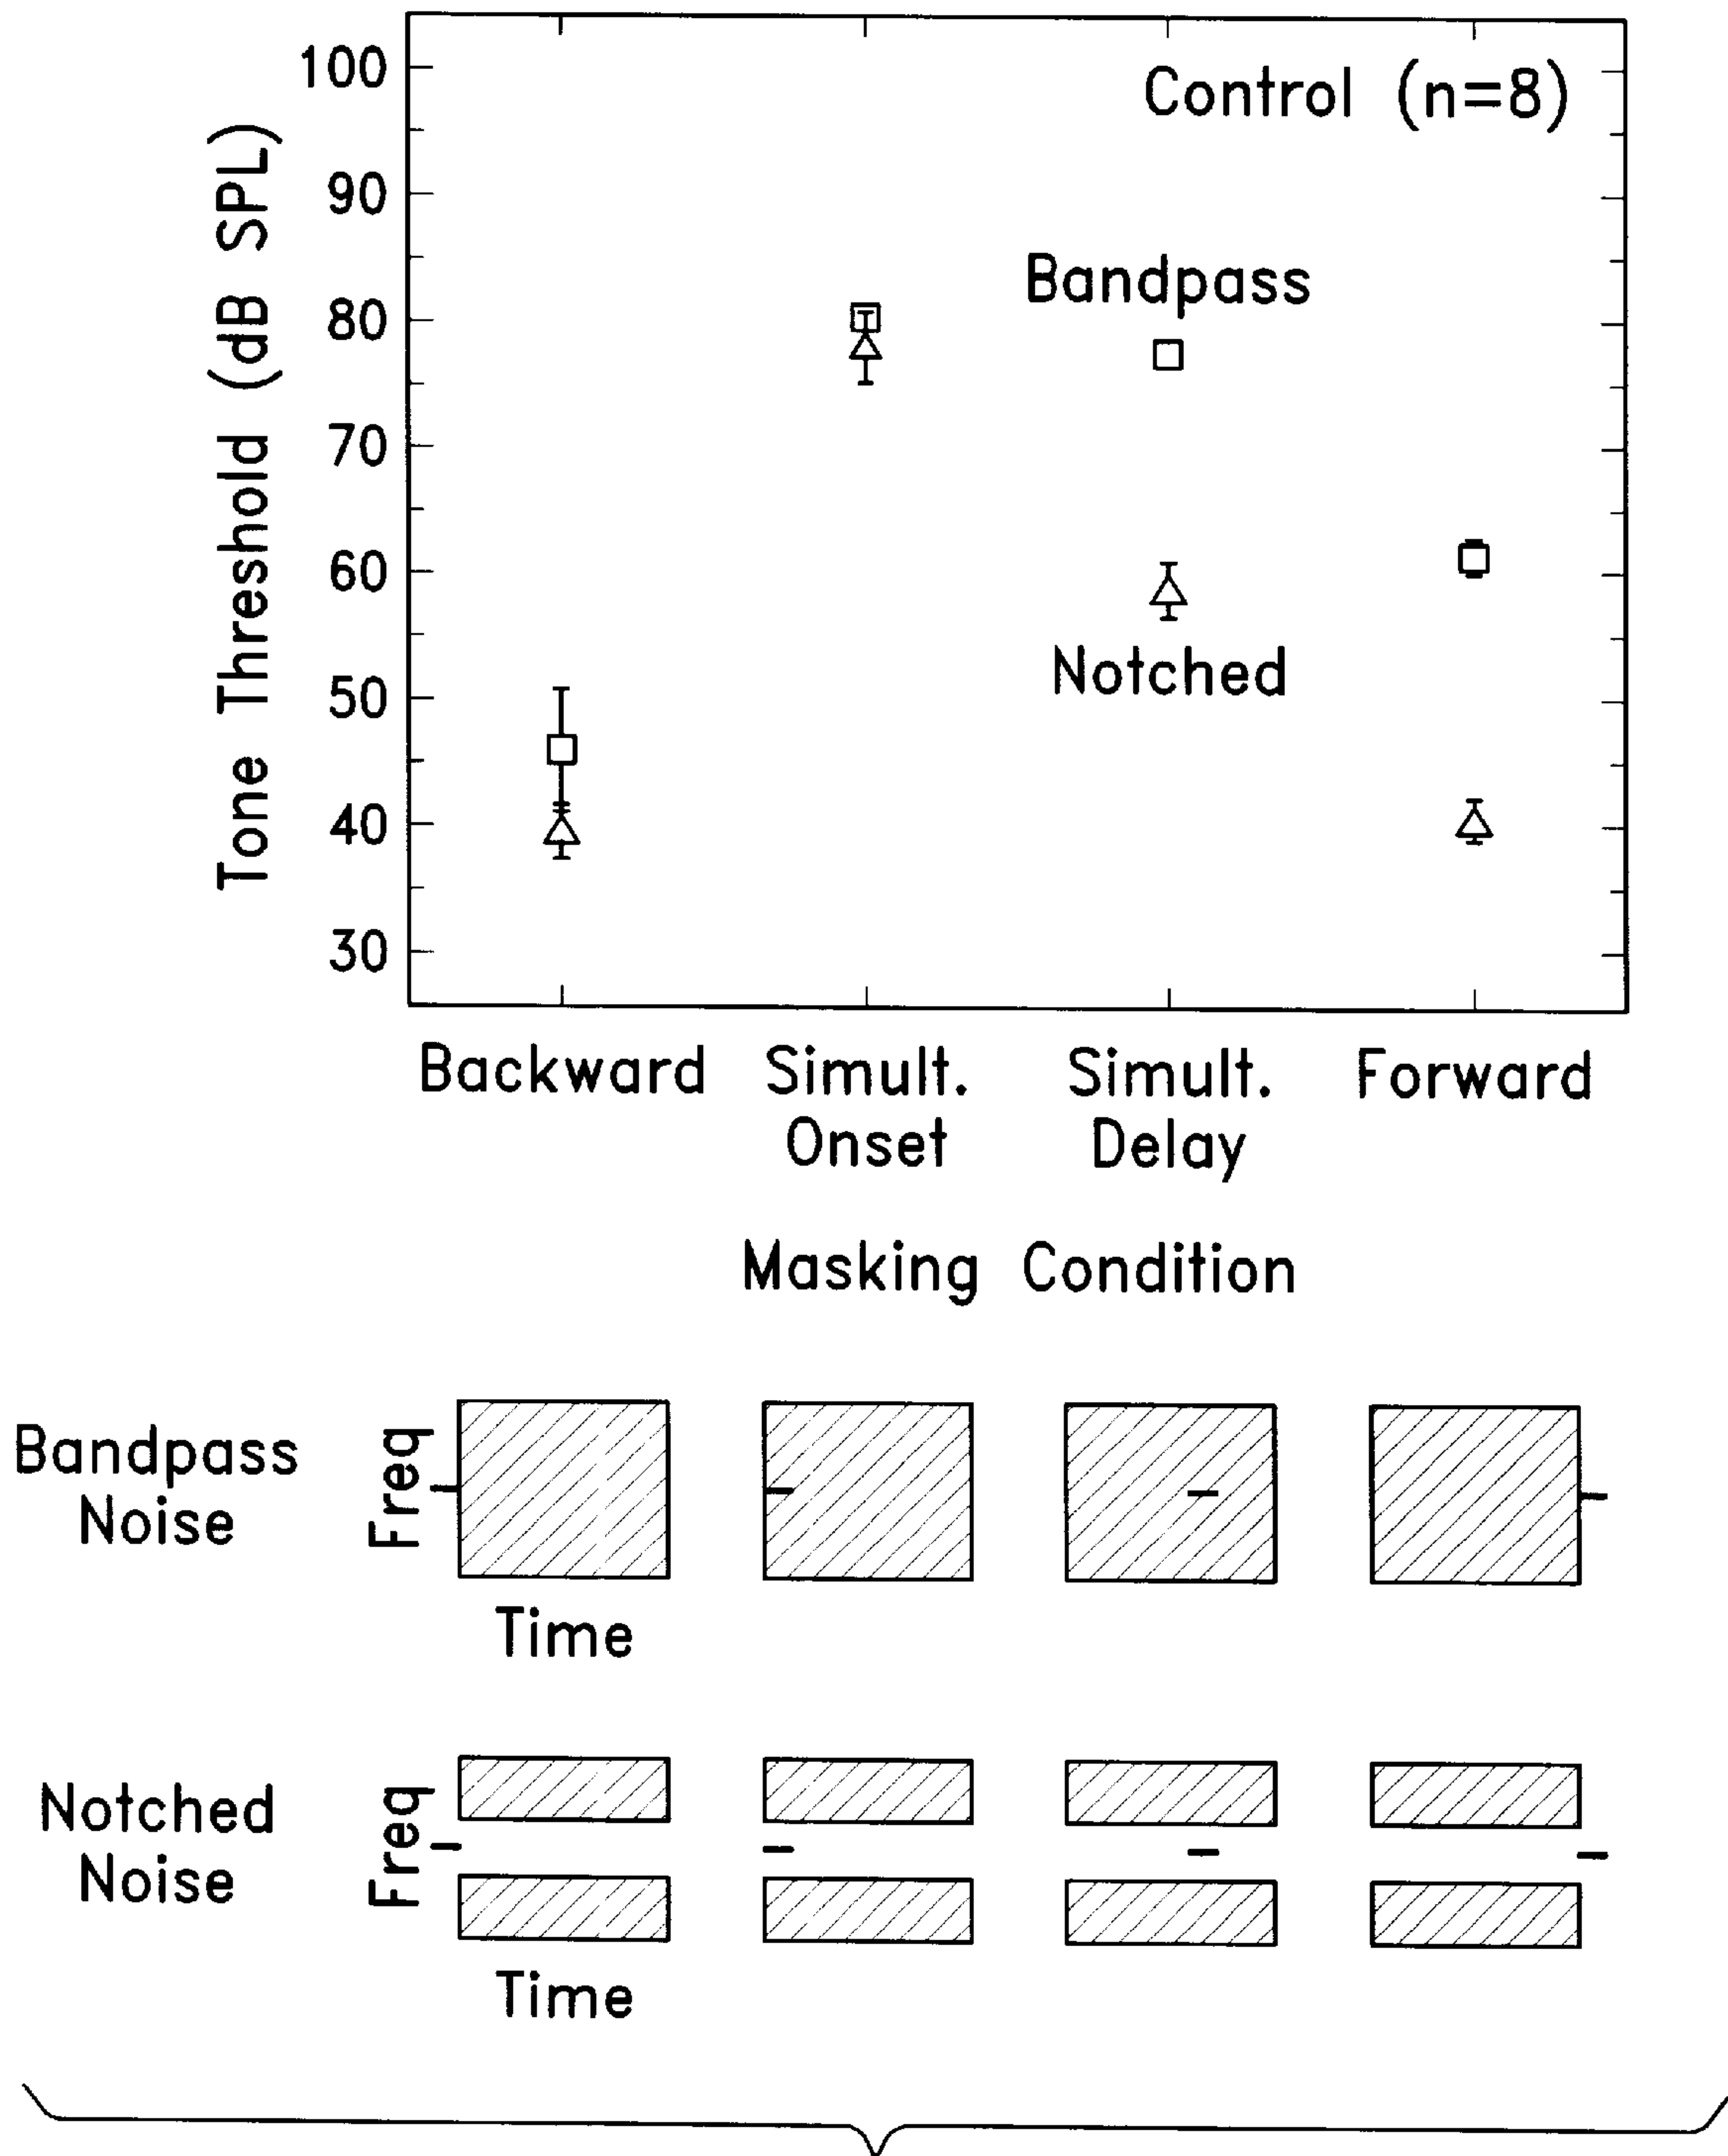 Control (n=8)
Tone Threshold (dB SPL)
100
90
80
70
60
50
40
30
Bandpass
Notched
Backward
Simult.
Onset
Simult.
Delay
Forward
Masking Condition
Bandpass
Noise
Freq
Time
Notched
Noise
Freq
Time